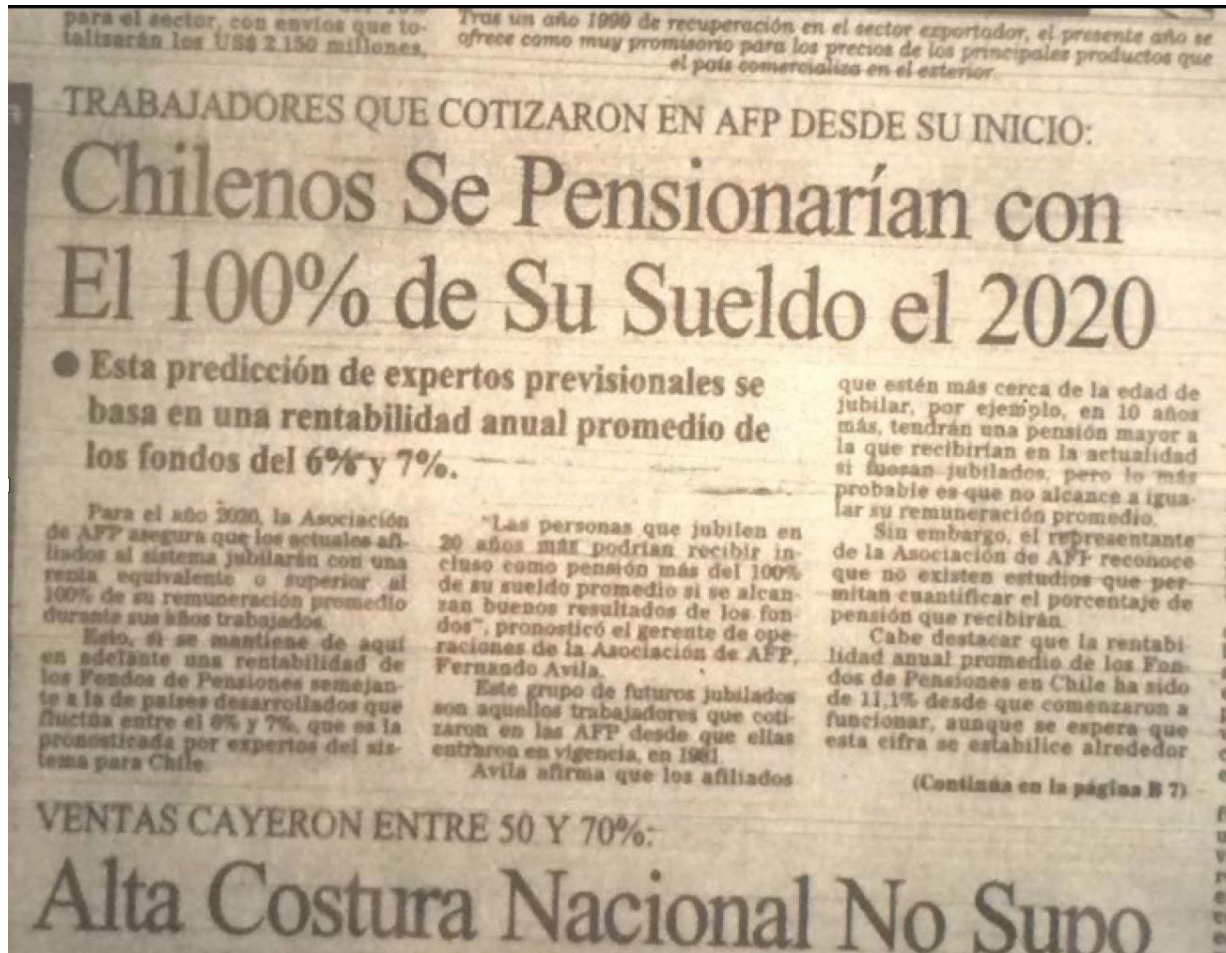 para el sector, con envíos que to-
talizarán los US$ 2.150 millones,
Tras un año 1999 de recuperación en el sector exportador, el presente año se
ofrece como muy promisorio para los precios de los principales productos que
el país comercializa en el exterior.
TRABAJADORES QUE COTIZARON EN AFP DESDE SU INICIO:
Chilenos Se Pensionarían con
El 100% de Su Sueldo el 2020
● Esta predicción de expertos previsionales se
basa en una rentabilidad anual promedio de
los fondos del 6% y 7%.
Para el año 2020, la Asociación
de AFP asegura que los actuales afi-
liados al sistema jubilarán con una
renta equivalente o superior al
100% de su remuneración promedio
durante sus años trabajados.
Esto, si se mantiene de aquí
en adelante una rentabilidad de
los Fondos de Pensiones semejan-
te a la de países desarrollados que
fluctúa entre el 6% y 7%, que es la
pronosticada por expertos del sis-
tema para Chile.
"Las personas que jubilen en
20 años más podrían recibir in-
cluso como pensión más del 100%
de su sueldo promedio si se alcan-
zan buenos resultados de los fon-
dos", pronosticó el gerente de ope-
raciones de la Asociación de AFP,
Fernando Avila.
Este grupo de futuros jubilados
son aquellos trabajadores que coti-
zaron en las AFP desde que ellas
entraron en vigencia, en 1981.
Avila afirma que los afiliados
que estén más cerca de la edad de
jubilar, por ejemplo, en 10 años
más, tendrán una pensión mayor a
la que recibirían en la actualidad
si fuesan jubilados, pero lo más
probable es que no alcance a igua-
lar su remuneración promedio.
Sin embargo, el representante
de la Asociación de AFP reconoce
que no existen estudios que per-
mitan cuantificar el porcentaje de
pensión que recibirán.
Cabe destacar que la rentabi-
lidad anual promedio de los Fon-
dos de Pensiones en Chile ha sido
de 11,1% desde que comenzaron a
funcionar, aunque se espera que
esta cifra se estabilice alrededor
(Continúa en la página B 7)
VENTAS CAYERON ENTRE 50 Y 70%:
Alta Costura Nacional No Supo